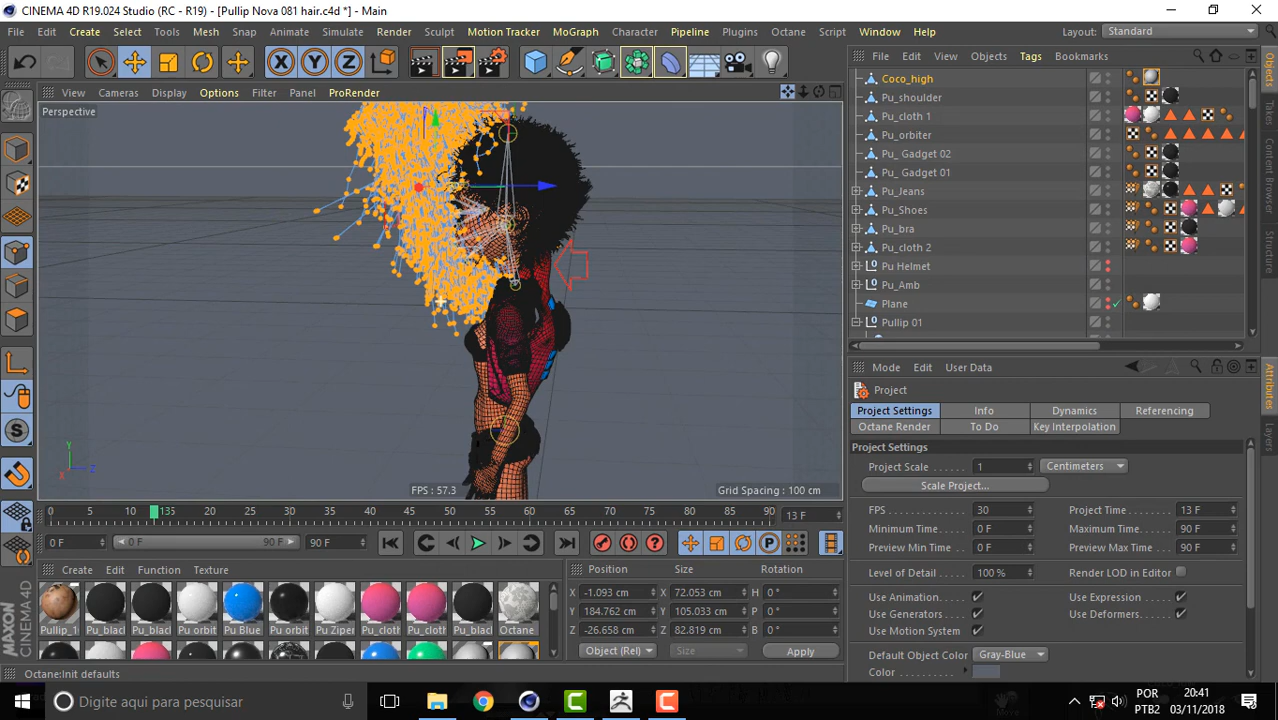 CINEMA 4D R19.024 Studio (RC - R19) - [Pullip Nova 081 hair.c4d *] - Main
File Edit Create Select Tools Mesh Snap Animate Simulate Render Sculpt Motion Tracker MoGraph Character Pipeline Plugins Octane Script Window Help Layout: Standard
X Y Z
View Cameras Display Options Filter Panel ProRender
Perspective
FPS : 57.3
Grid Spacing : 100 cm
Y
Z
X
File Edit View Objects Tags Bookmarks
Coco_high
Pu_shoulder
Pu_cloth 1
Pu_orbiter
Pu_ Gadget 02
Pu_ Gadget 01
Pu_Jeans
Pu_Shoes
Pu_bra
Pu_cloth 2
Pu Helmet
Pu_Amb
Plane
Pullip 01
Objects
Takes
Content Browser
Structure
Mode Edit User Data
Project
Project Settings Info Dynamics Referencing
Octane Render To Do Key Interpolation
Project Settings
Project Scale 1 Centimeters
Scale Project...
FPS 30 Project Time 13 F
Minimum Time 0 F Maximum Time 90 F
Preview Min Time 0 F Preview Max Time 90 F
Level of Detail 100 % Render LOD in Editor
Use Animation Use Expression
Use Generators Use Deformers
Use Motion System
Default Object Color Gray-Blue
Color
Attributes
Layers
0 5 10 135 20 25 30 35 40 45 50 55 60 65 70 75 80 85 90 13 F
0 F 0 F 90 F 90 F
Create Edit Function Texture
Pullip_1 Pu_blac Pu_blac Pu orbit Pu Blue Pu orbit Pu Ziper Pu_cloth Pu_cloth Pu_blac Octane
Position Size Rotation
X -1.093 cm X 72.053 cm H 0 °
Y 184.762 cm Y 105.033 cm P 0 °
Z -26.658 cm Z 82.819 cm B 0 °
Object (Rel) Size Apply
MAXON CINEMA 4D
Octane:Init defaults
Digite aqui para pesquisar
POR
PTB2
20:41
03/11/2018